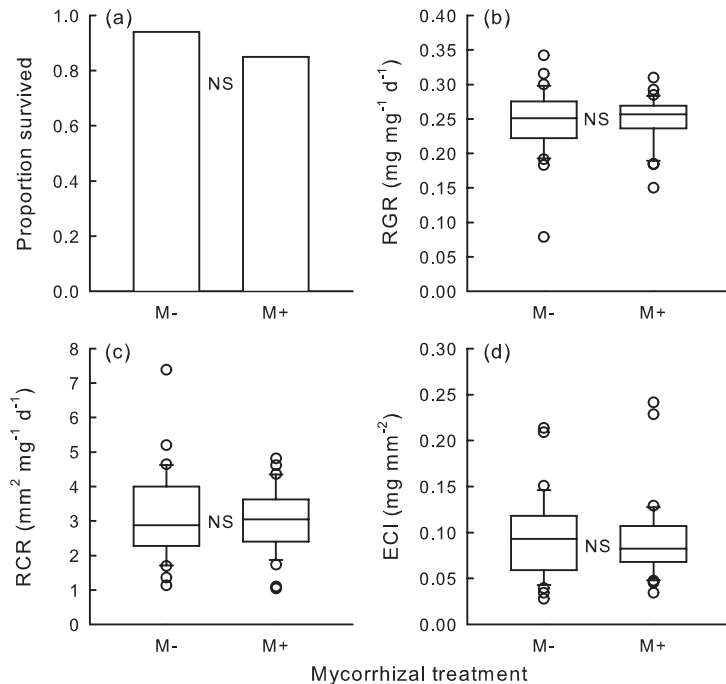 (a)
Proportion survived
1.0
0.8
0.6
0.4
0.2
0.0
NS
M- M+
(b)
RGR (mg mg⁻¹ d⁻¹)
0.40
0.35
0.30
0.25
0.20
0.15
0.10
0.05
0.00
NS
M- M+
(c)
RCR (mm² mg⁻¹ d⁻¹)
8
7
6
5
4
3
2
1
0
NS
M- M+
(d)
ECI (mg mm⁻²)
0.30
0.25
0.20
0.15
0.10
0.05
0.00
NS
M- M+
Mycorrhizal treatment